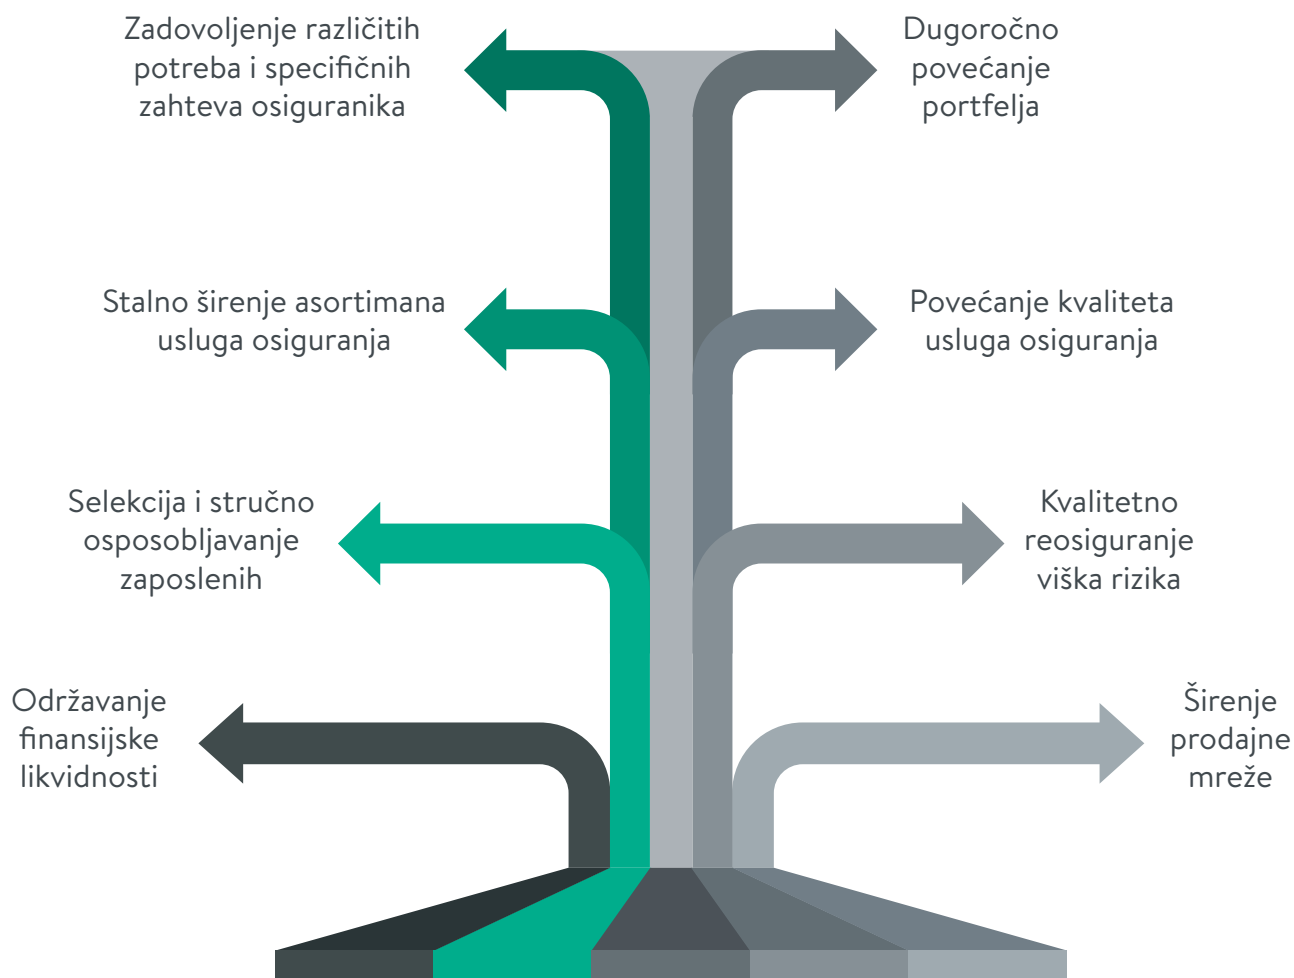 Zadovoljenje različitih
potreba i specifičnih
zahteva osiguranika
Dugoročno
povećanje
portfelja
Stalno širenje asortimana
usluga osiguranja
Povećanje kvaliteta
usluga osiguranja
Selekcija i stručno
osposobljavanje
zaposlenih
Kvalitetno
reosiguranje
viška rizika
Održavanje
finansijske
likvidnosti
Širenje
prodajne
mreže